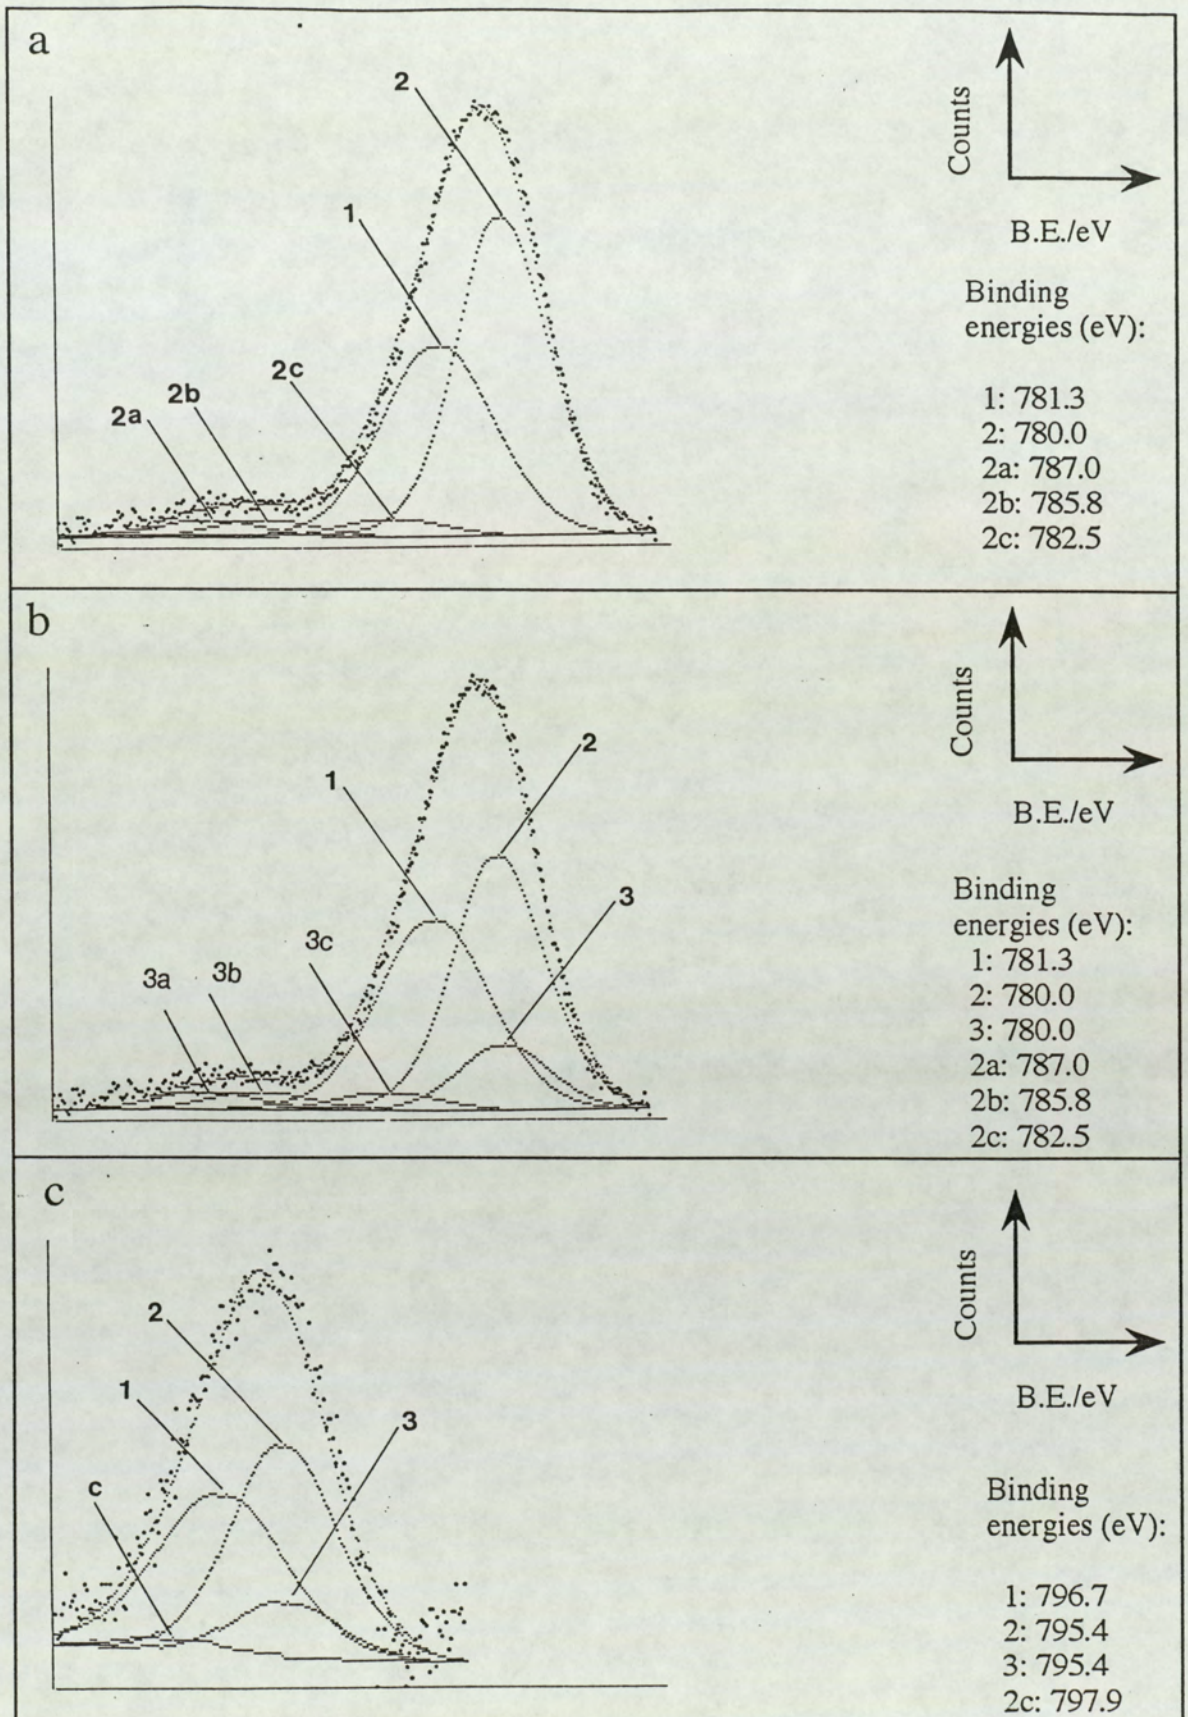 a
2
1
2c
2b
2a
Counts
B.E./eV
Binding
energies (eV):
1: 781.3
2: 780.0
2a: 787.0
2b: 785.8
2c: 782.5
b
2
1
3
3c
3b
3a
Counts
B.E./eV
Binding
energies (eV):
1: 781.3
2: 780.0
3: 780.0
2a: 787.0
2b: 785.8
2c: 782.5
c
2
1
3
c
Counts
B.E./eV
Binding
energies (eV):
1: 796.7
2: 795.4
3: 795.4
2c: 797.9